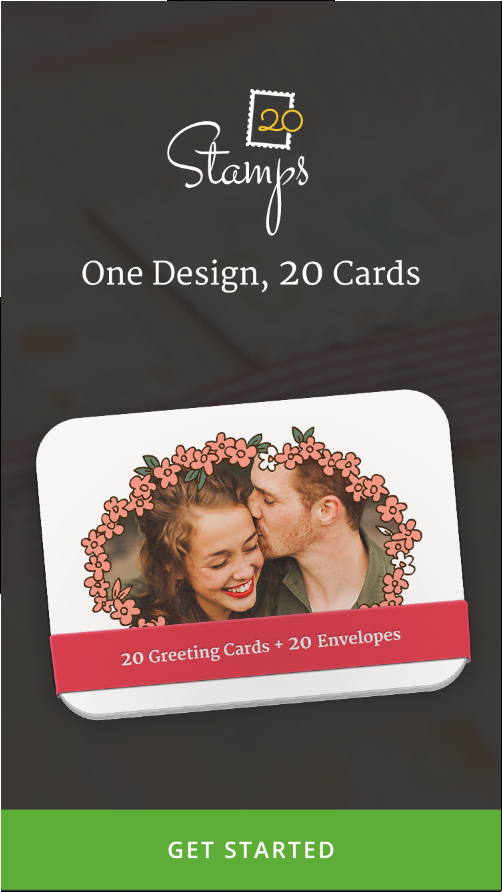 20
Stamps
One Design, 20 Cards
20 Greeting Cards + 20 Envelopes
GET STARTED